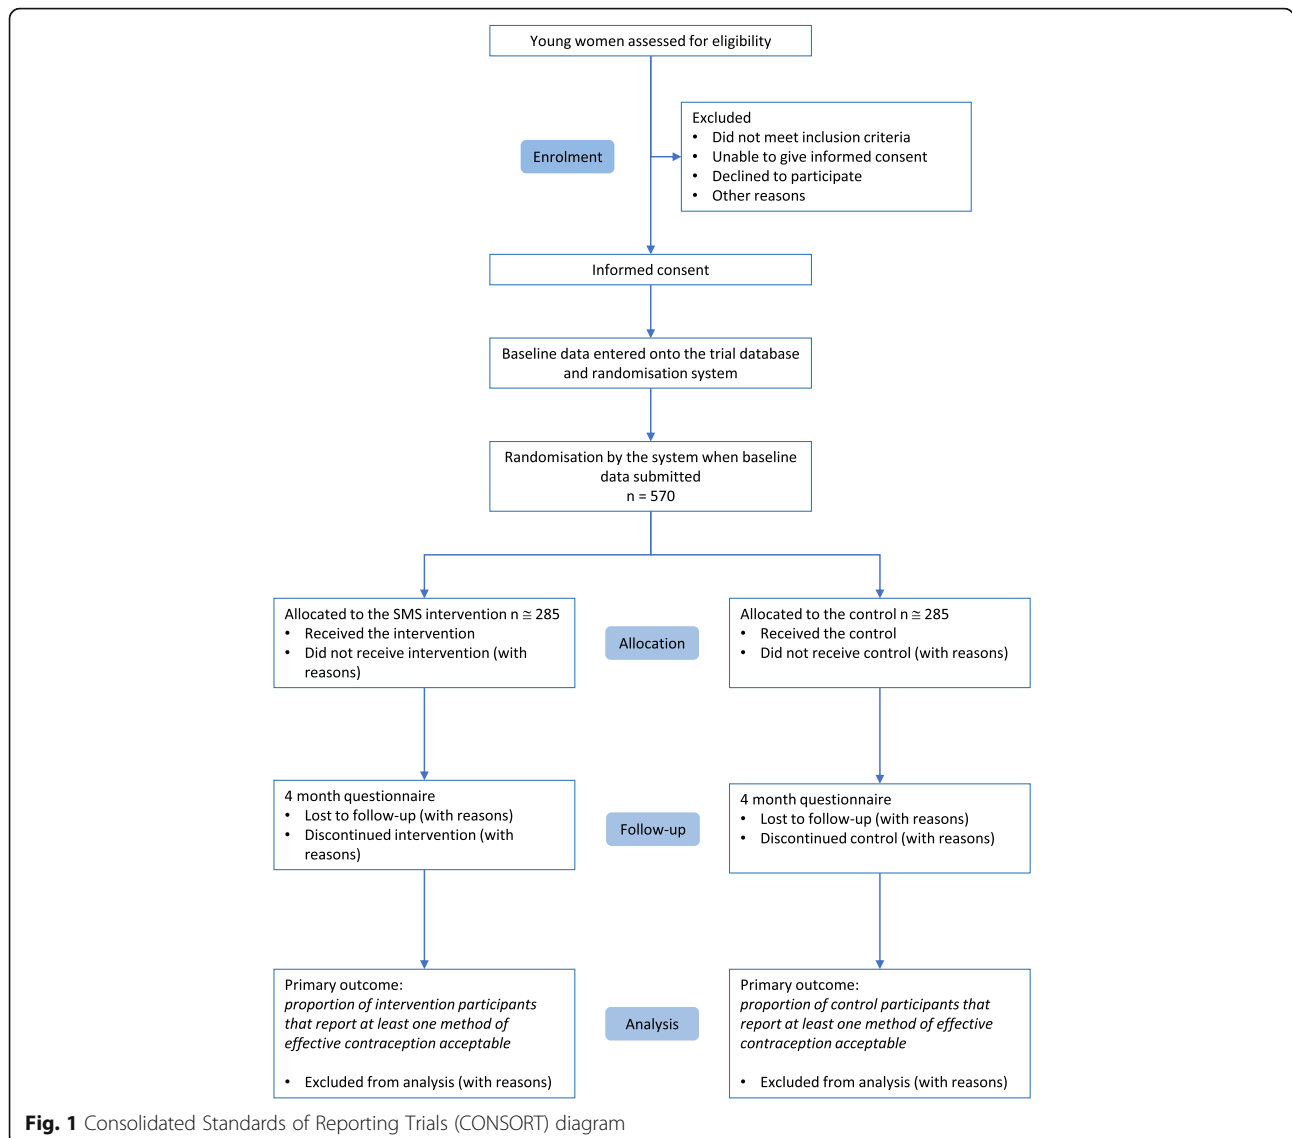 Young women assessed for eligibility
Excluded
• Did not meet inclusion criteria
• Unable to give informed consent
• Declined to participate
• Other reasons
Enrolment
Informed consent
Baseline data entered onto the trial database
and randomisation system
Randomisation by the system when baseline
data submitted
n = 570
Allocated to the SMS intervention n ≅ 285
• Received the intervention
• Did not receive intervention (with
reasons)
Allocation
Allocated to the control n ≅ 285
• Received the control
• Did not receive control (with reasons)
4 month questionnaire
• Lost to follow-up (with reasons)
• Discontinued intervention (with
reasons)
Follow-up
4 month questionnaire
• Lost to follow-up (with reasons)
• Discontinued control (with reasons)
Primary outcome:
proportion of intervention participants
that report at least one method of
effective contraception acceptable
• Excluded from analysis (with reasons)
Analysis
Primary outcome:
proportion of control participants that
report at least one method of effective
contraception acceptable
• Excluded from analysis (with reasons)
Fig. 1 Consolidated Standards of Reporting Trials (CONSORT) diagram